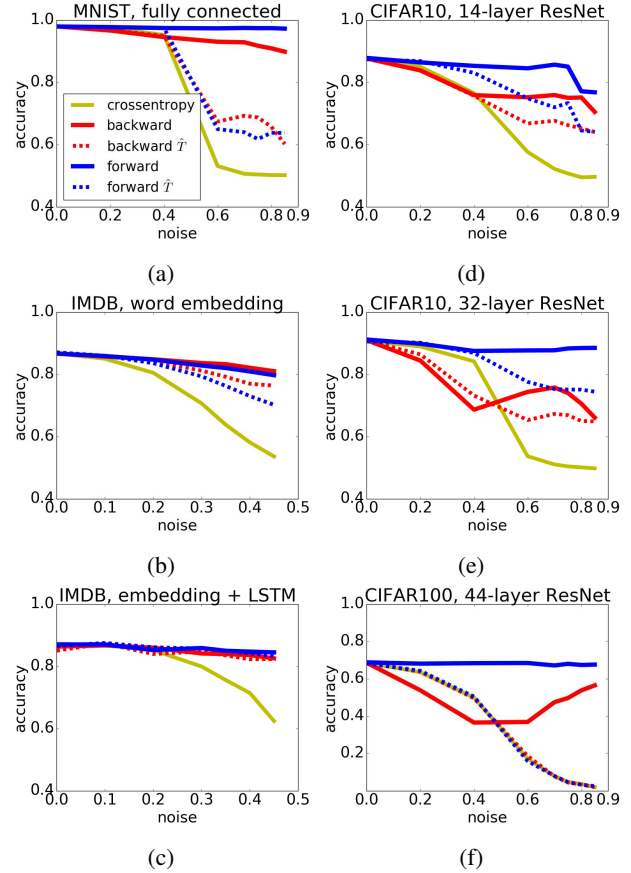 MNIST, fully connected
1.0
0.8
0.6
0.4
accuracy
crossentropy
backward
backward T̂
forward
forward T̂
0.0 0.2 0.4 0.6 0.8 0.9
noise
(a)
CIFAR10, 14-layer ResNet
1.0
0.8
0.6
0.4
accuracy
0.0 0.2 0.4 0.6 0.8 0.9
noise
(d)
IMDB, word embedding
1.0
0.8
0.6
0.4
accuracy
0.0 0.1 0.2 0.3 0.4 0.5
noise
(b)
CIFAR10, 32-layer ResNet
1.0
0.8
0.6
0.4
accuracy
0.0 0.2 0.4 0.6 0.8 0.9
noise
(e)
IMDB, embedding + LSTM
1.0
0.8
0.6
0.4
accuracy
0.0 0.1 0.2 0.3 0.4 0.5
noise
(c)
CIFAR100, 44-layer ResNet
1.0
0.8
0.6
0.4
0.2
accuracy
0.0 0.2 0.4 0.6 0.8 0.9
noise
(f)